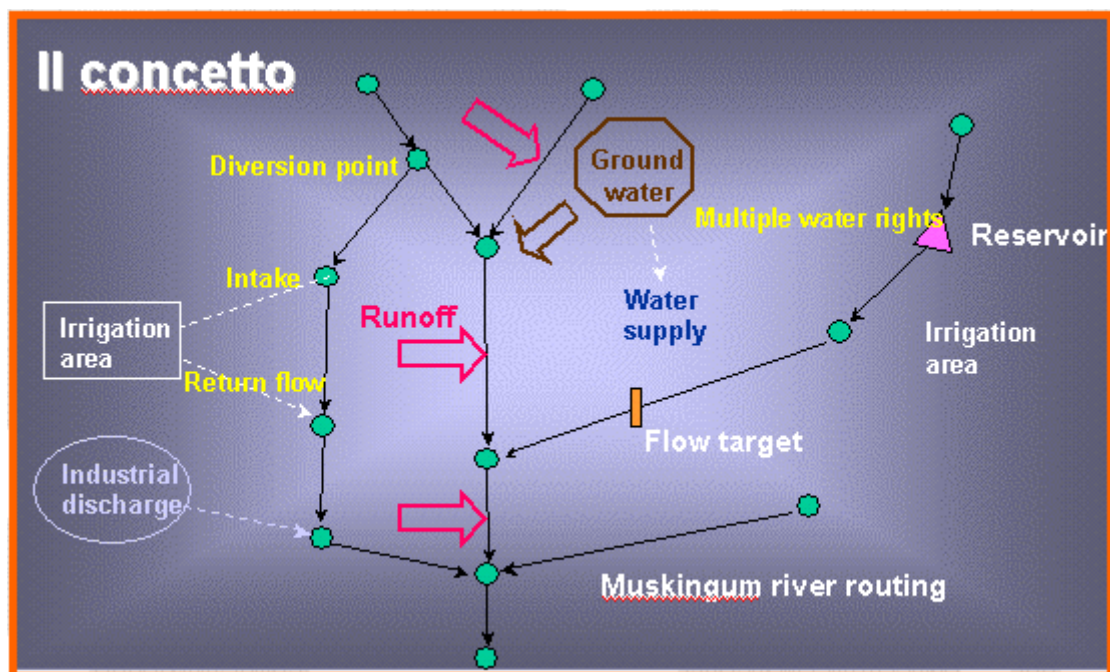 Il concetto
Ground
water
Diversion point
Multiple water rights
Reservoir
Intake
Water
supply
Runoff
Irrigation
area
Irrigation
area
Return flow
Flow target
Industrial
discharge
Muskingum river routing